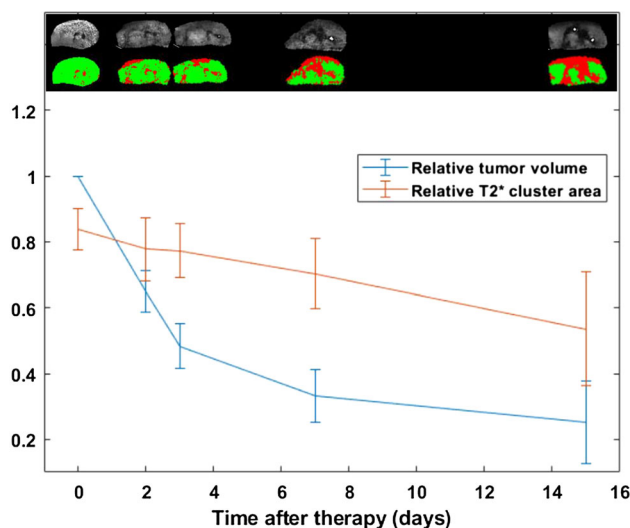 1.2
1
0.8
0.6
0.4
0.2
Relative tumor volume
Relative T2* cluster area
0 2 4 6 8 10 12 14 16
Time after therapy (days)